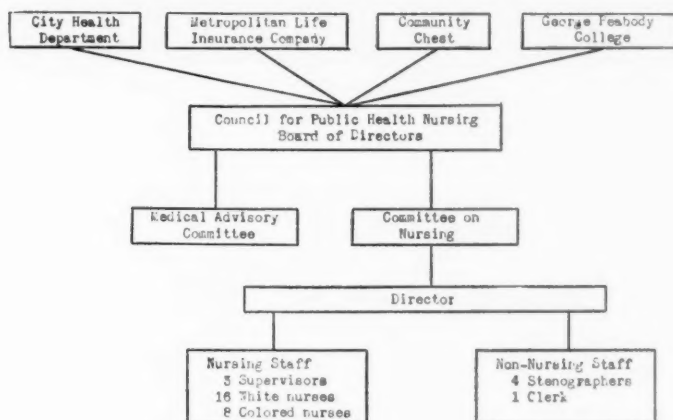 City Health
Department
Metropolitan Life
Insurance Company
Community
Chest
George Peabody
College
Council for Public Health Nursing
Board of Directors
Medical Advisory
Committee
Committee on
Nursing
Director
Nursing Staff
Supervisors
16 White nurses
8 Colored nurses
Non-Nursing Staff
4 Stenographers
1 Clerk